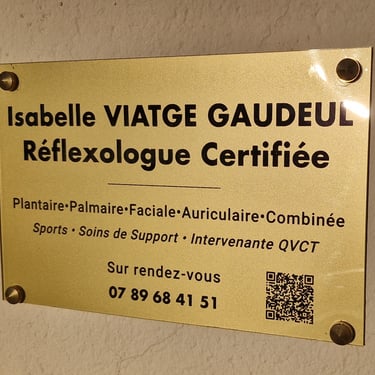 Isabelle VIATGE GAUDEUL
Réflexologue Certifiée
Plantaire•Palmaire•Faciale•Auriculaire•Combinée
Sports • Soins de Support • Intervenante QVCT
Sur rendez-vous
07 89 68 41 51